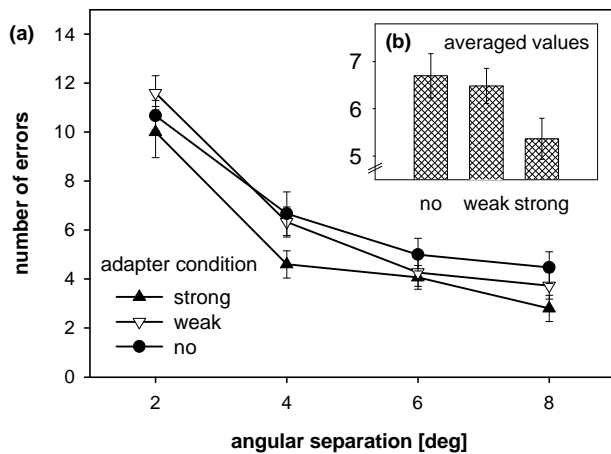 (a)
14
12
10
8
6
4
2
0
number of errors
adapter condition
strong
weak
no
2 4 6 8
angular separation [deg]
(b) averaged values
7
6
5
no weak strong